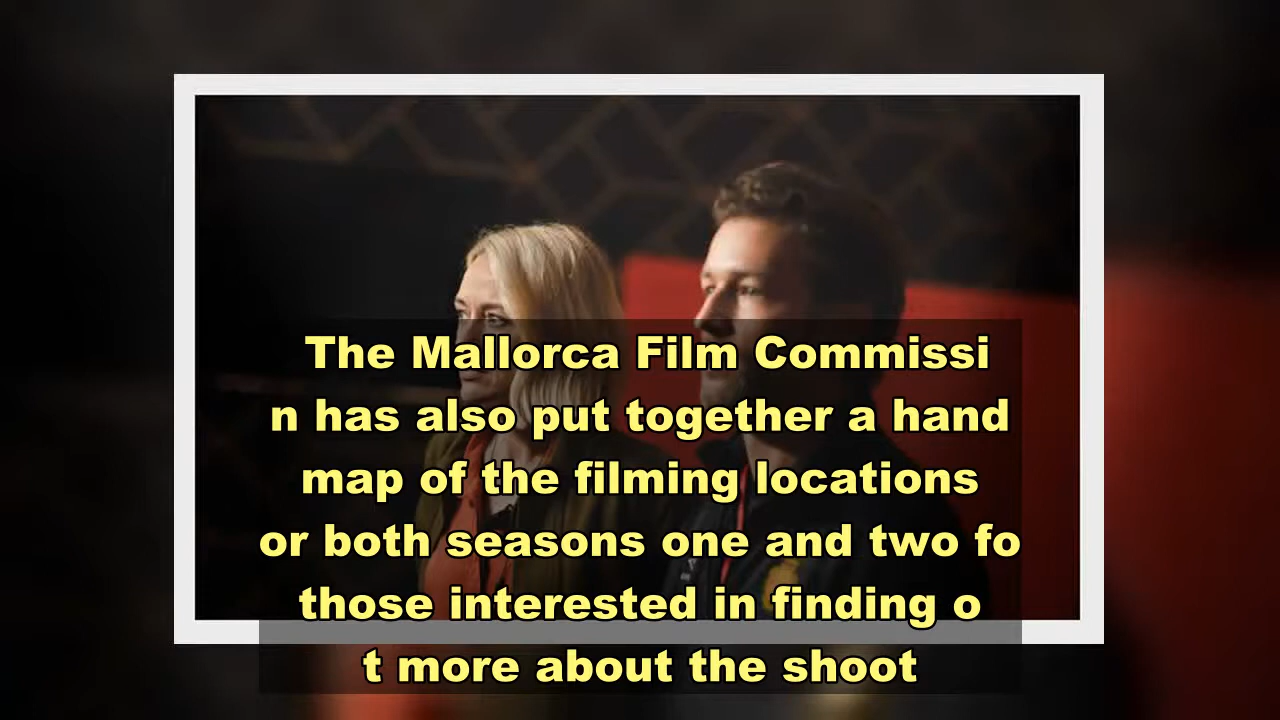 The Mallorca Film Commissi
n has also put together a hand
map of the filming locations
or both seasons one and two fo
those interested in finding o
t more about the shoot